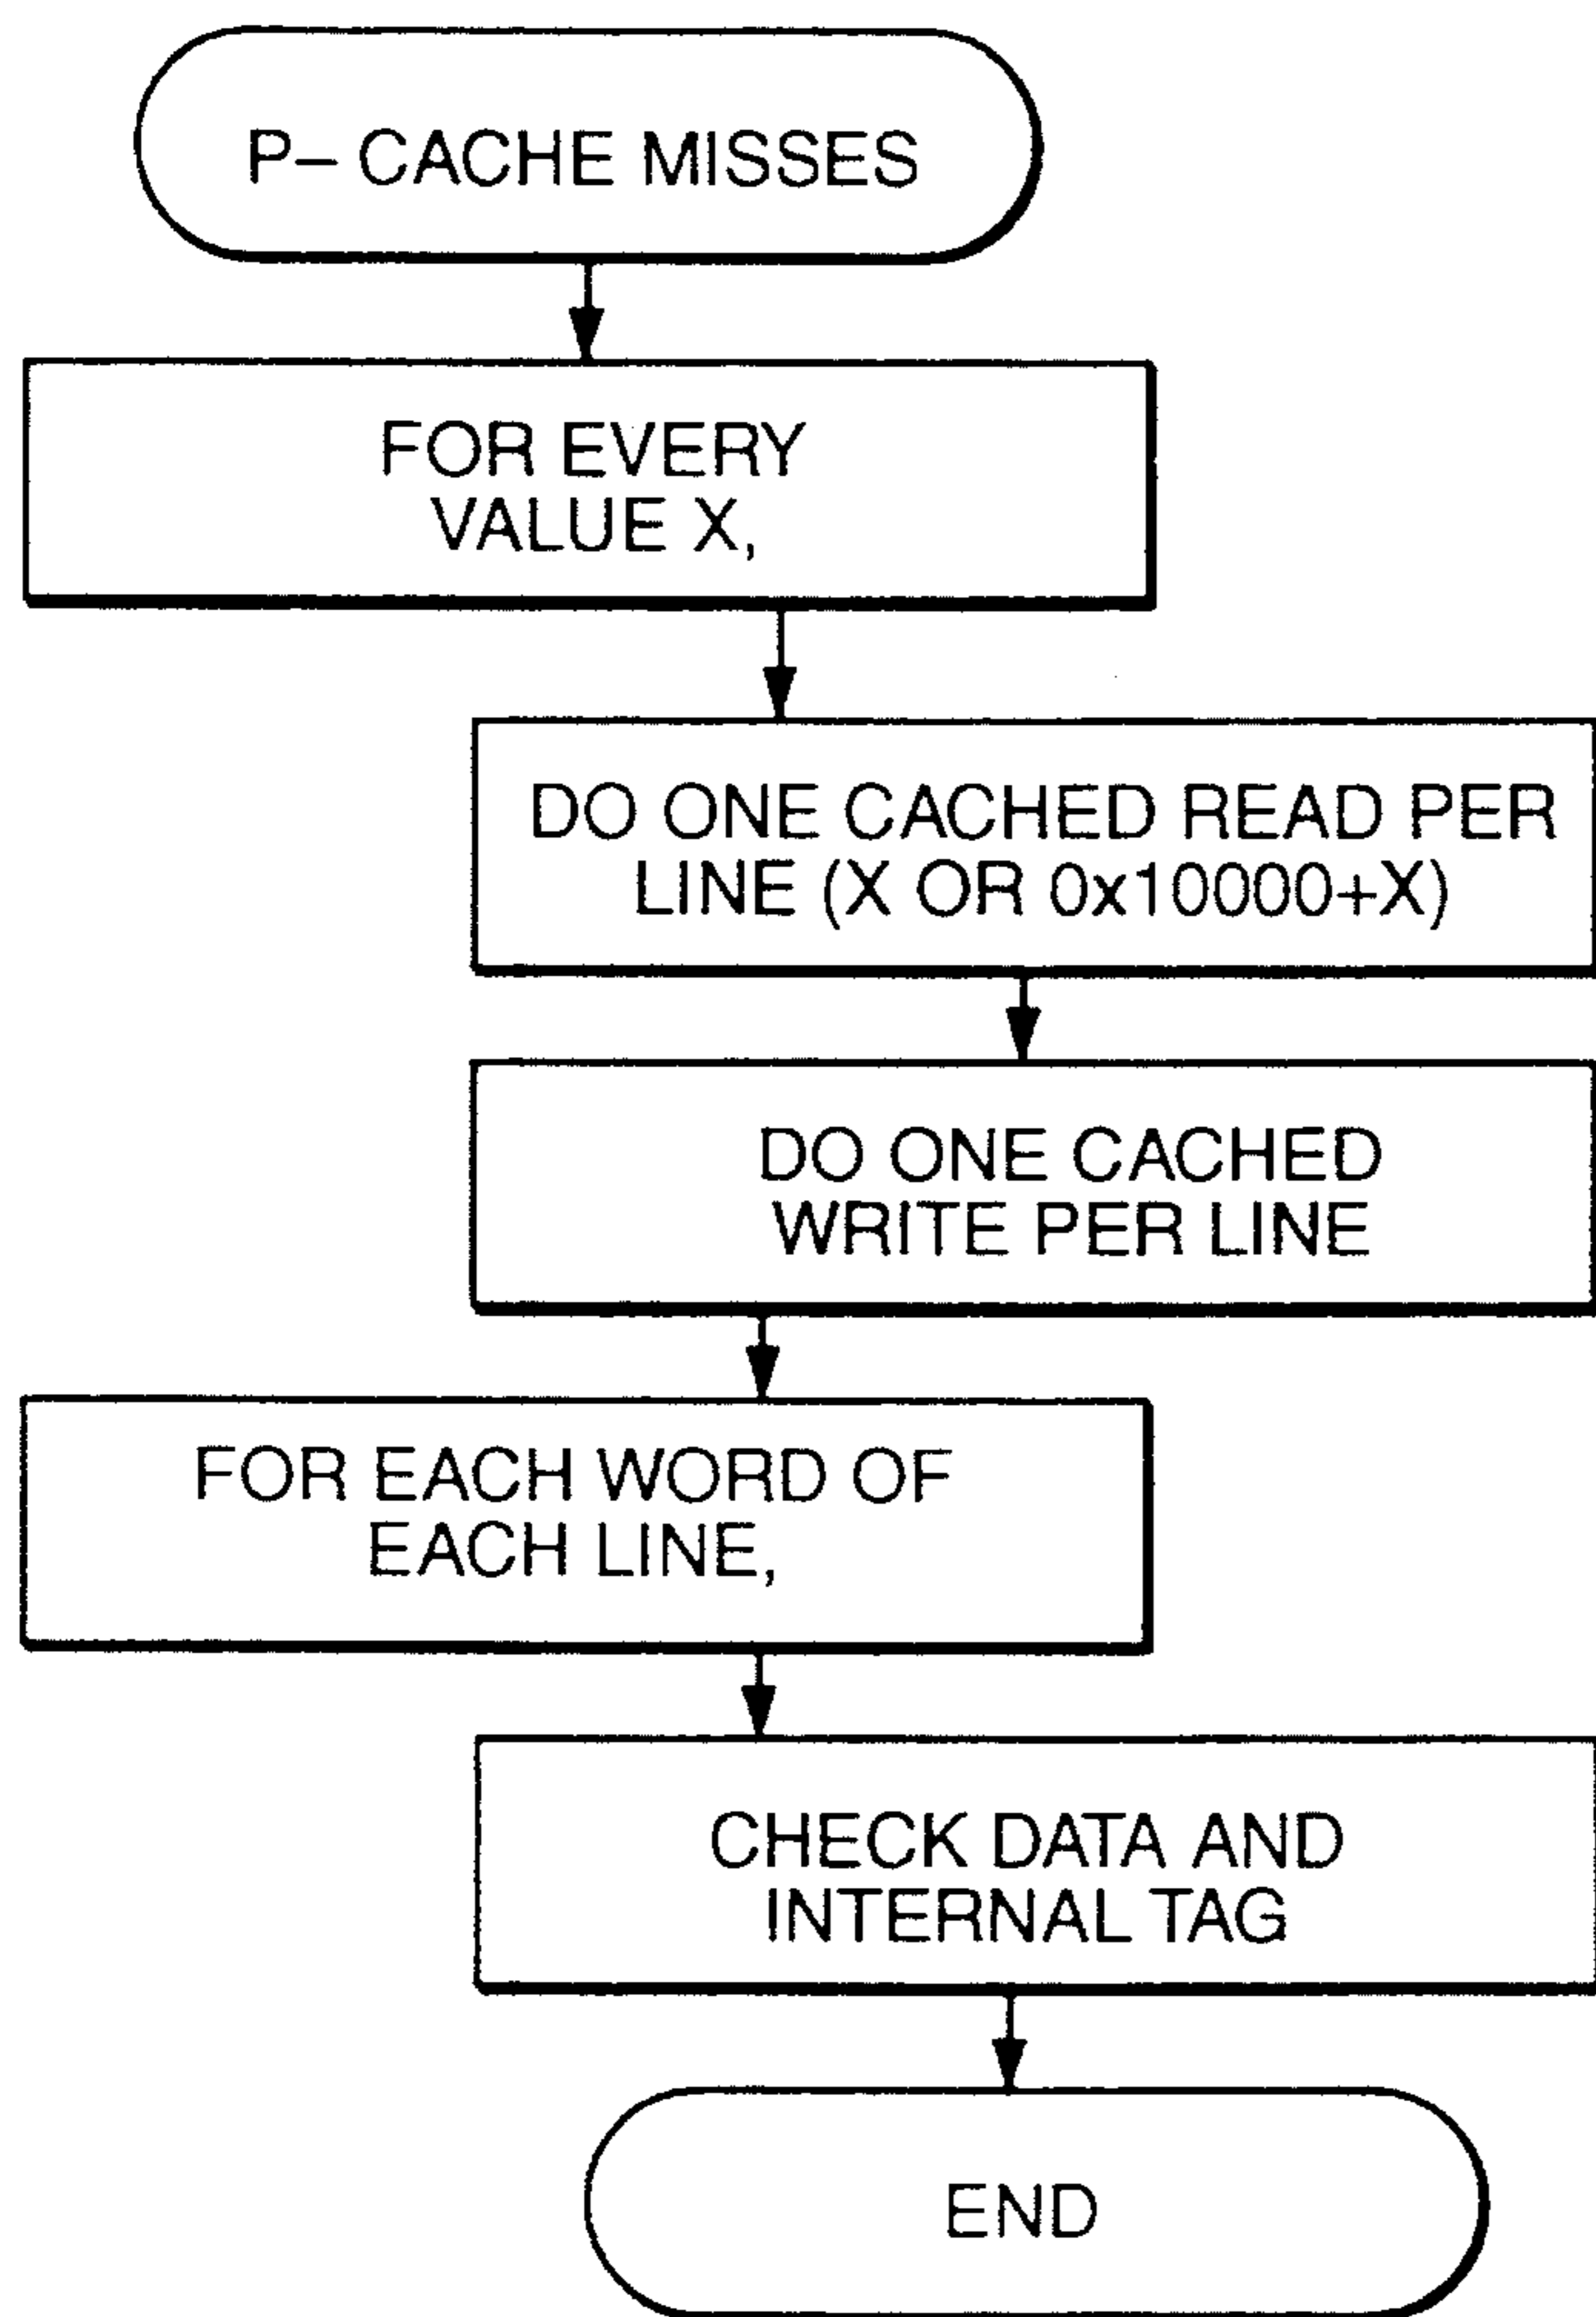 P– CACHE MISSES
FOR EVERY
VALUE X,
DO ONE CACHED READ PER
LINE (X OR 0x10000+X)
DO ONE CACHED
WRITE PER LINE
FOR EACH WORD OF
EACH LINE,
CHECK DATA AND
INTERNAL TAG
END